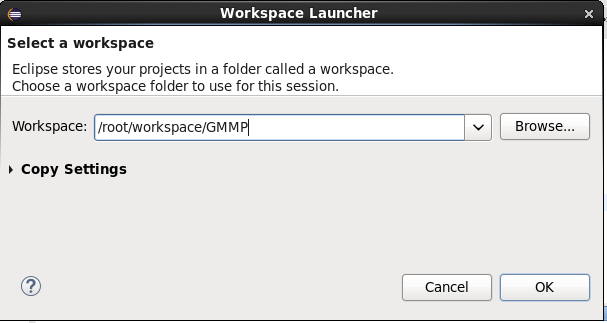 Workspace Launcher
Select a workspace
Eclipse stores your projects in a folder called a workspace.
Choose a workspace folder to use for this session.
Workspace: /root/workspace/GMMP Browse...
Copy Settings
Cancel OK